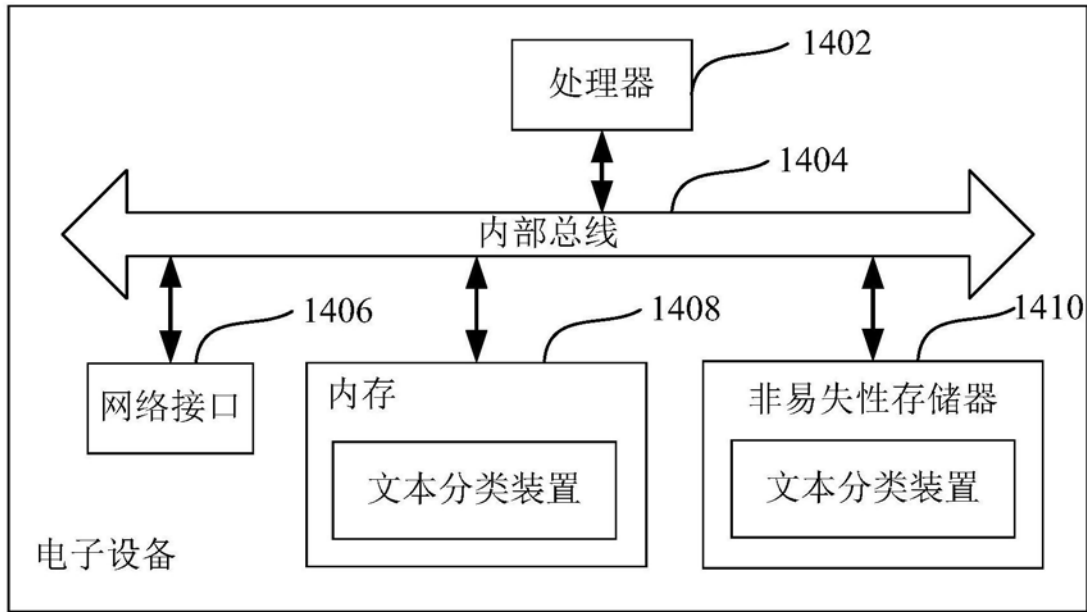 1402
处理器
1404
内部总线
1406
1408
1410
网络接口
内存
非易失性存储器
文本分类装置
文本分类装置
电子设备